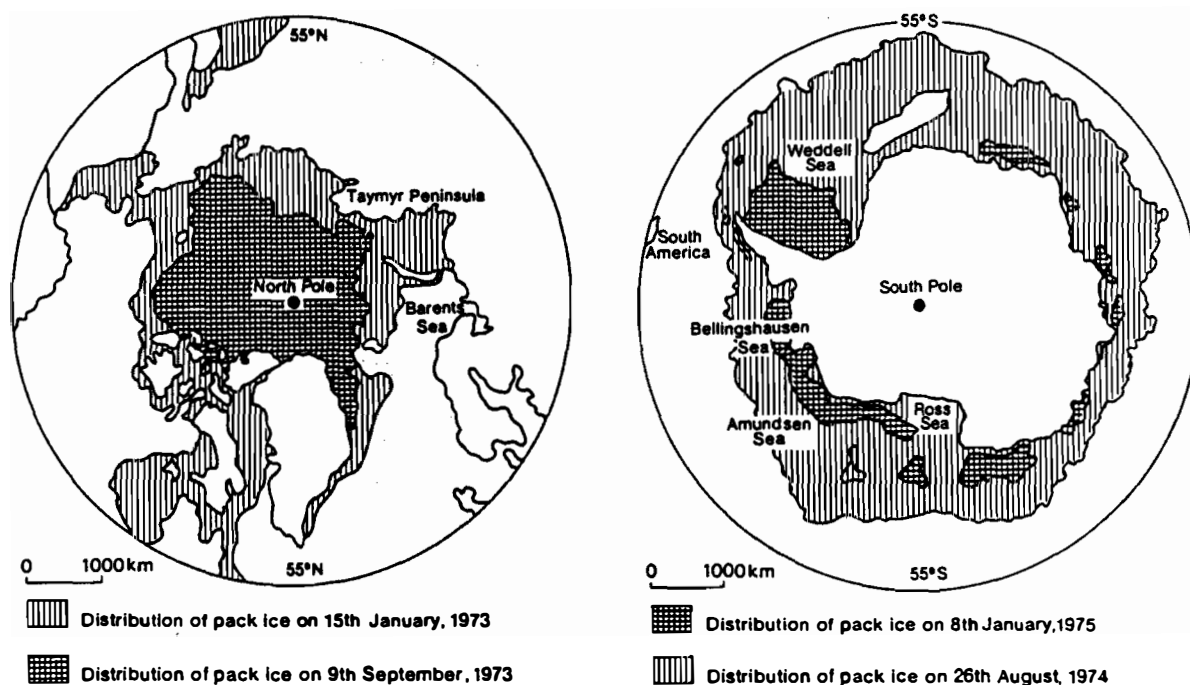 55°N
Taymyr Peninsula
North Pole
Barents
Sea
55°N
0 1000km
Distribution of pack ice on 15th January, 1973
Distribution of pack ice on 9th September, 1973
55°S
Weddell
Sea
South
America
South Pole
Bellingshausen
Sea
Ross
Sea
Amundsen
Sea
55°S
0 1000km
Distribution of pack ice on 8th January,1975
Distribution of pack ice on 26th August, 1974